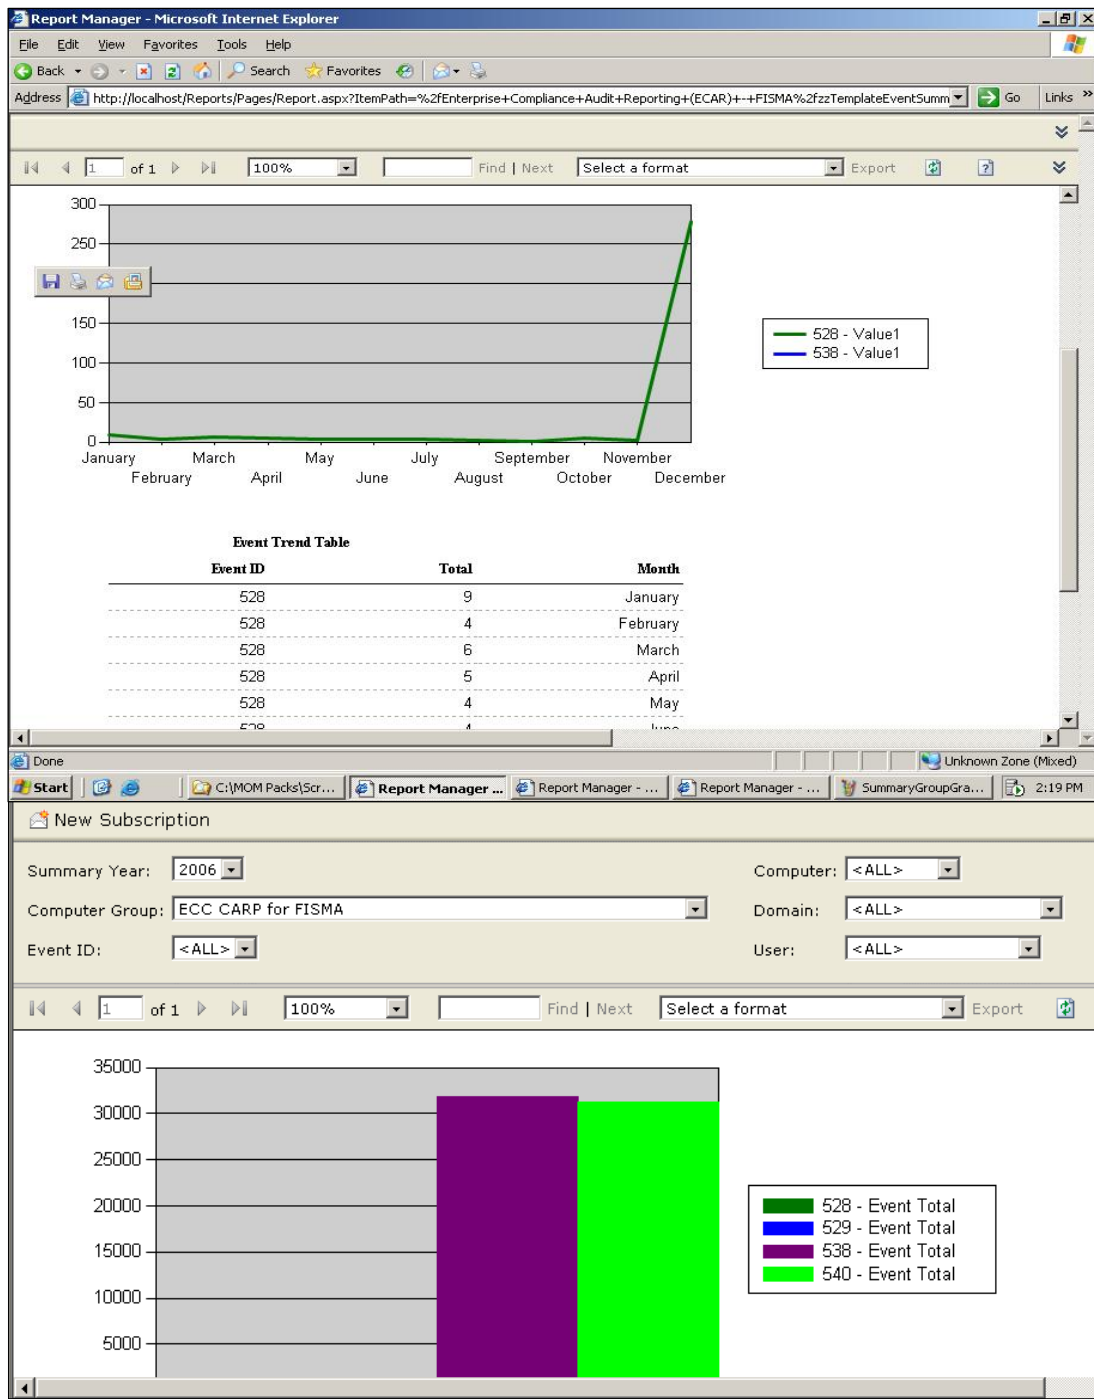 Report Manager - Microsoft Internet Explorer
File Edit View Favorites Tools Help
Back Search Favorites
Address http://localhost/Reports/Pages/Report.aspx?ItemPath=%2fEnterprise+Compliance+Audit+Reporting+(ECAR)+-+FISMA%2fzzTemplateEventSumm Go Links »
1 of 1 100% Find | Next Select a format Export
300
250
150
100
50
0
528 - Value1
538 - Value1
January March May July September November
February April June August October December
Event Trend Table
Event ID Total Month
528 9 January
528 4 February
528 6 March
528 5 April
528 4 May
528 4 June
Done Unknown Zone (Mixed)
Start C:\MOM Packs\Scr... Report Manager ... Report Manager - ... Report Manager - ... SummaryGroupGra... 2:19 PM
New Subscription
Summary Year: 2006 Computer: <ALL>
Computer Group: ECC CARP for FISMA Domain: <ALL>
Event ID: <ALL> User: <ALL>
1 of 1 100% Find | Next Select a format Export
35000
30000
25000
20000
15000
10000
5000
528 - Event Total
529 - Event Total
538 - Event Total
540 - Event Total